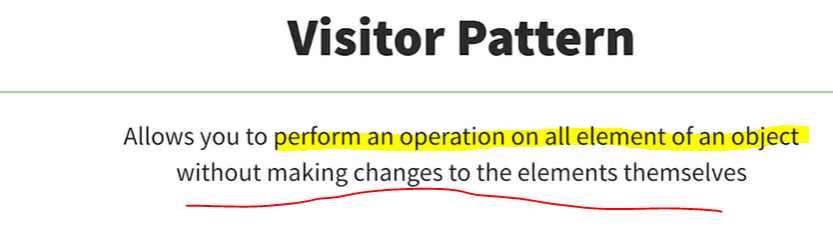 Visitor Pattern
Allows you to perform an operation on all element of an object
without making changes to the elements themselves